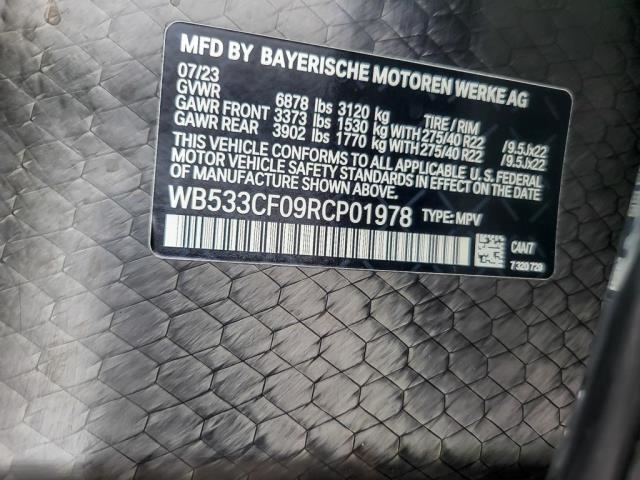 MFD BY BAYERISCHE MOTOREN WERKE AG
07/23
GVWR 6878 lbs 3120 kg TIRE / RIM
GAWR FRONT 3373 lbs 1530 kg WITH 275/40 R22 / 9.5Jx22
GAWR REAR 3902 lbs 1770 kg WITH 275/40 R22 / 9.5Jx22
THIS VEHICLE CONFORMS TO ALL APPLICABLE U.S. FEDERAL
MOTOR VEHICLE SAFETY STANDARDS IN EFFECT
ON THE DATE OF MANUFACTURE SHOWN ABOVE.
WB533CF09RCP01978 TYPE: MPV
CAN/7
7320720